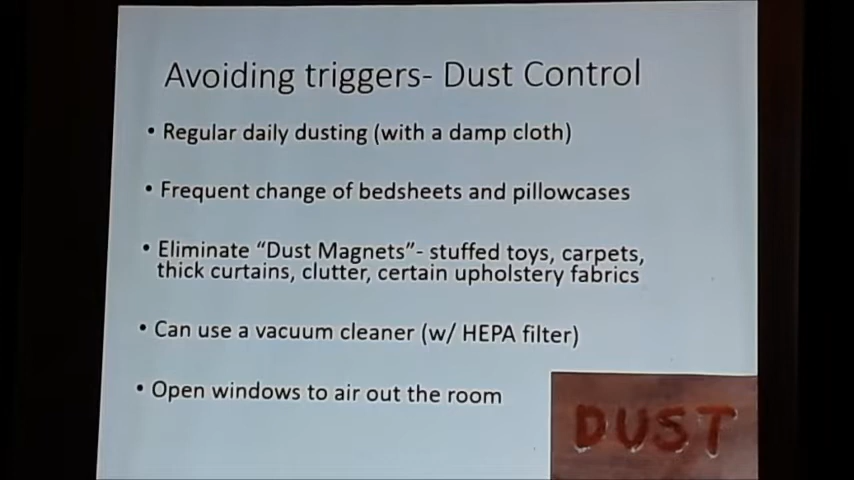 Avoiding triggers- Dust Control
• Regular daily dusting (with a damp cloth)
• Frequent change of bedsheets and pillowcases
• Eliminate “Dust Magnets”- stuffed toys, carpets,
thick curtains, clutter, certain upholstery fabrics
• Can use a vacuum cleaner (w/ HEPA filter)
• Open windows to air out the room
DUST